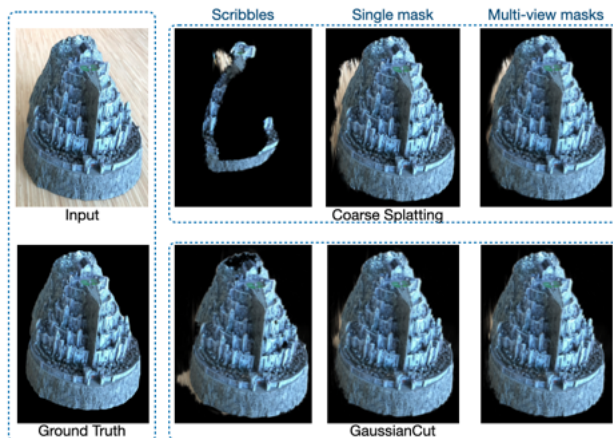 Scribbles Single mask Multi-view masks
Input Coarse Splatting
Ground Truth GaussianCut